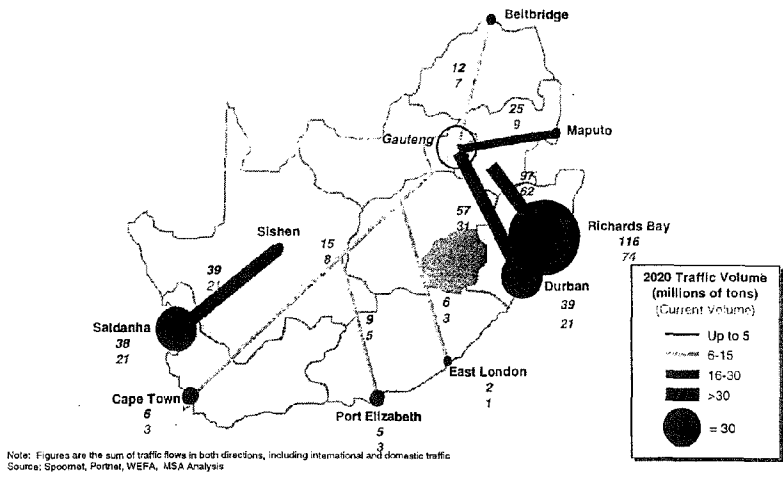 Beitbridge
12
7
25
9
Maputo
Gauteng
97
62
57
31
Richards Bay
116
74
Sishen
15
8
39
21
Durban
39
21
Saldanha
38
21
6
3
9
5
East London
2
1
Cape Town
6
3
Port Elizabeth
5
3
2020 Traffic Volume
(millions of tons)
(Current Volume)
Up to 5
6-15
16-30
>30
= 30
Note: Figures are the sum of traffic flows in both directions, including international and domestic traffic
Source: Spoornet, Portnet, WEFA, MSA Analysis